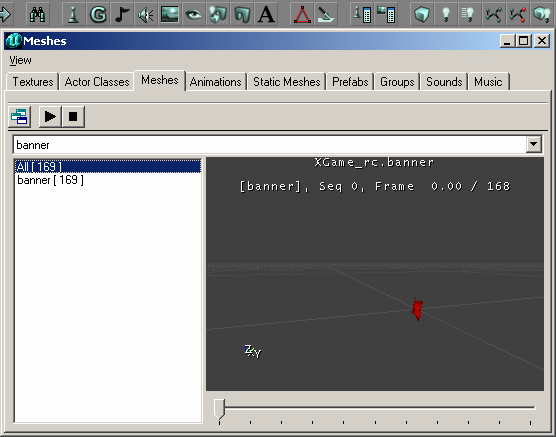 G A
Meshes
View
Textures Actor Classes Meshes Animations Static Meshes Prefabs Groups Sounds Music
banner
All [ 169 ]
banner [ 169 ]
XGame_rc.banner
[banner], Seq 0, Frame 0.00 / 168
Z X Y